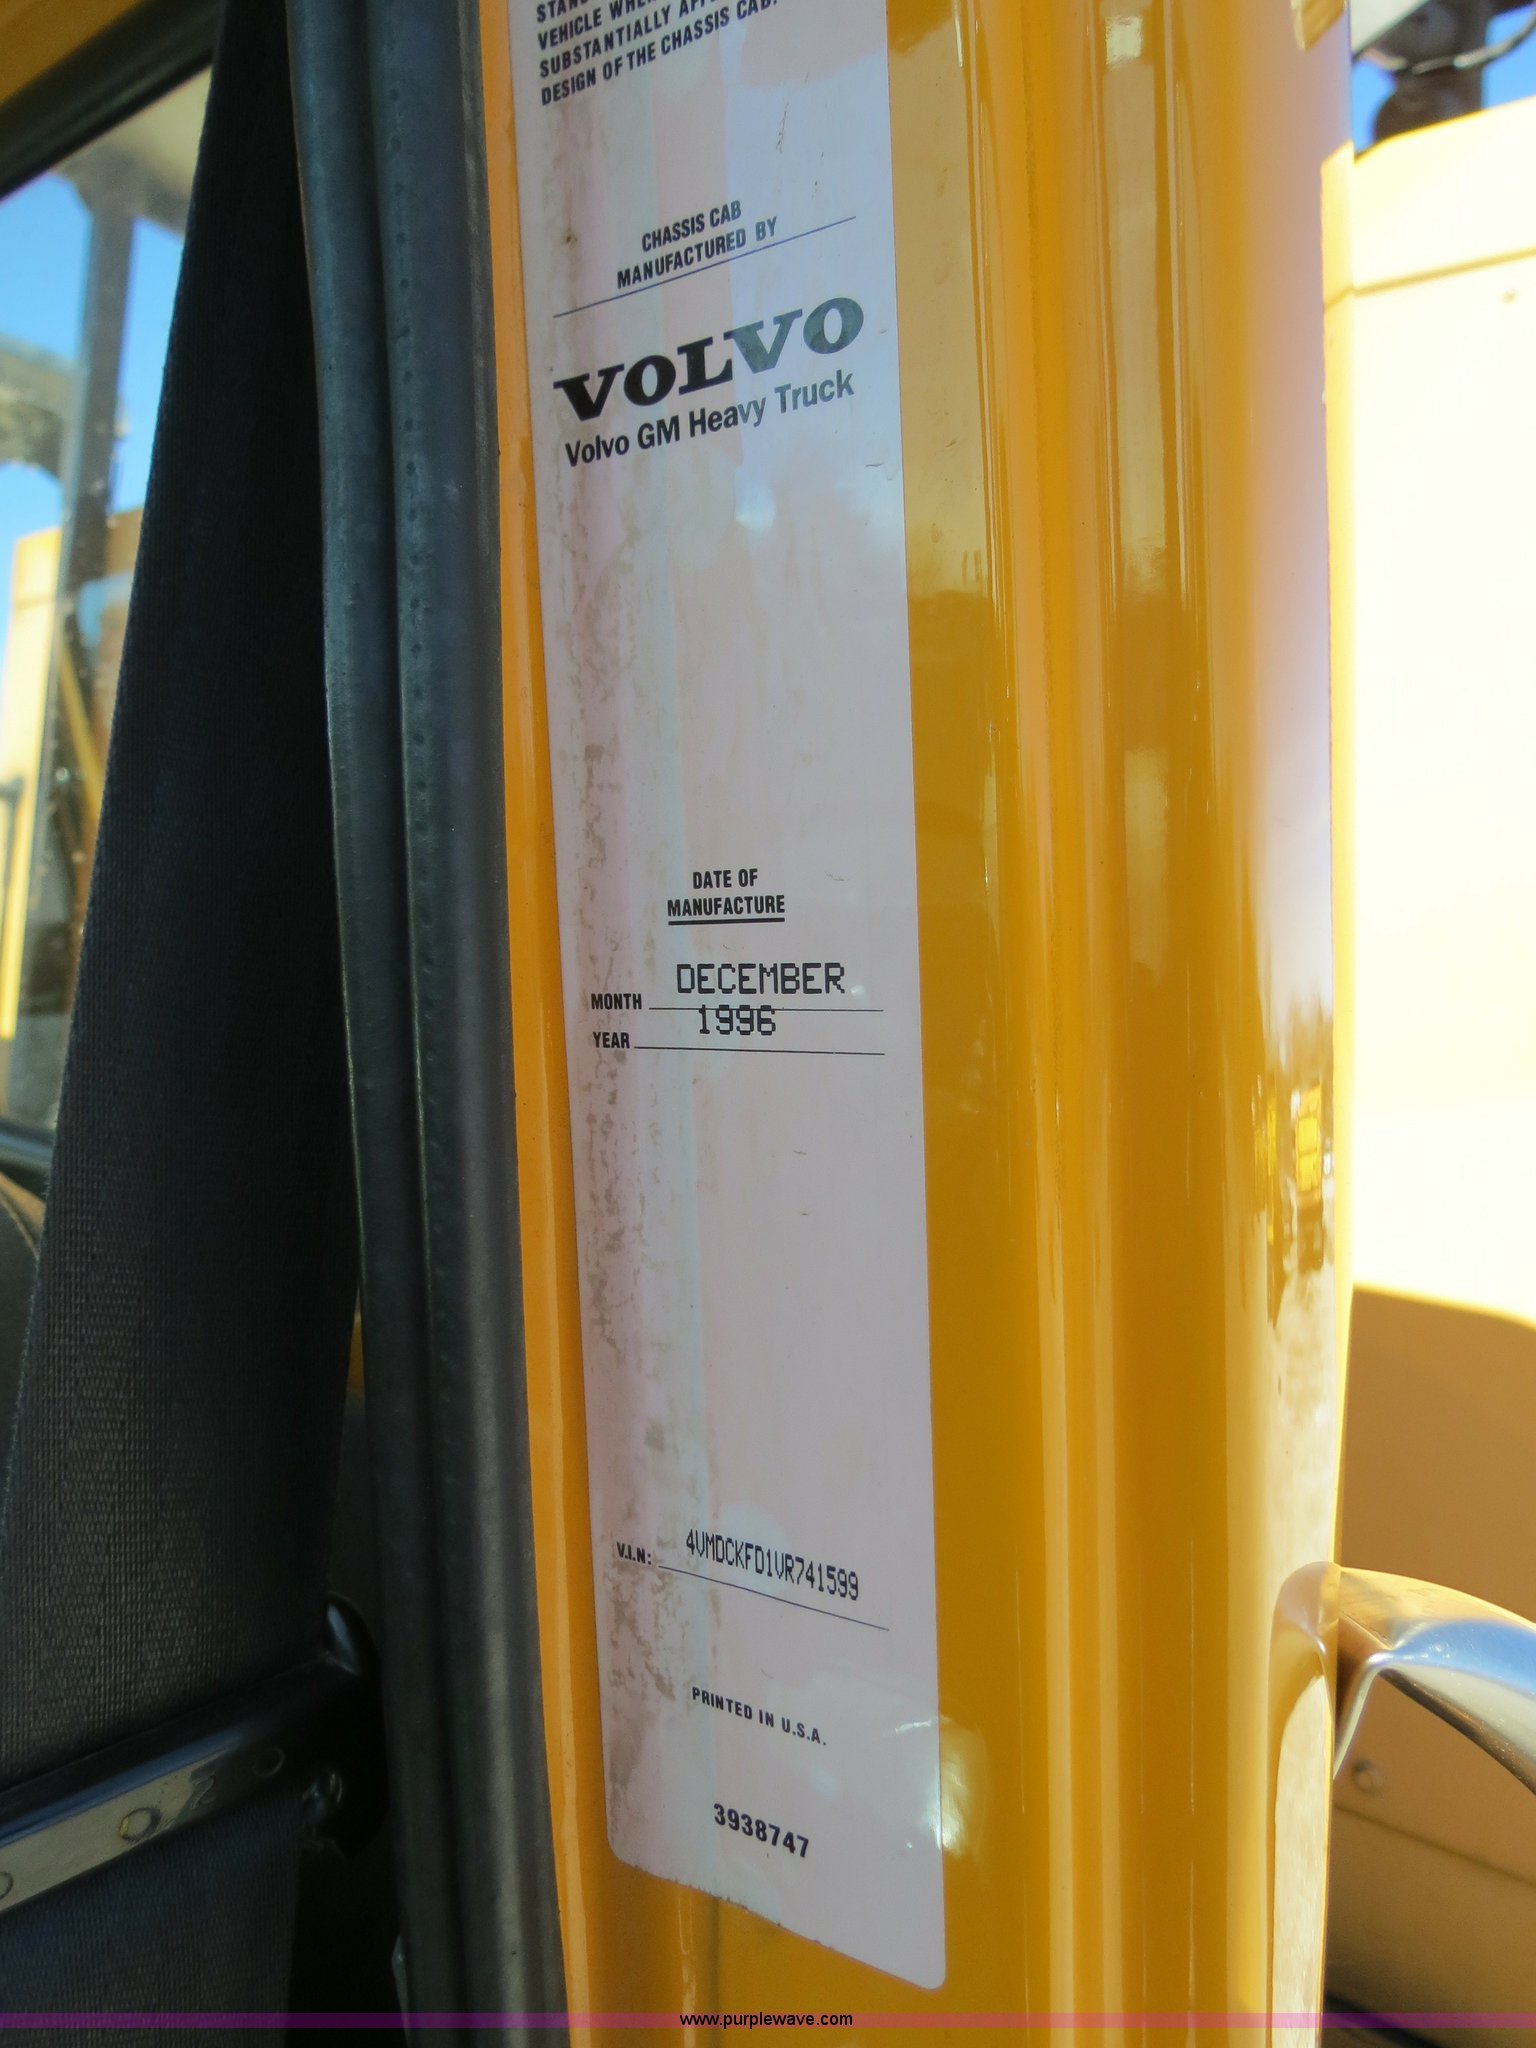 VEHICLE
SUBSTANTIALLY
DESIGN OF THE CHASSIS CAB.
CHASSIS CAB
MANUFACTURED BY
VOLVO
Volvo GM Heavy Truck
DATE OF
MANUFACTURE
MONTH DECEMBER
YEAR 1996
V.I.N: 4VMDCKFD1VR741599
PRINTED IN U.S.A.
3938747
www.purplewave.com